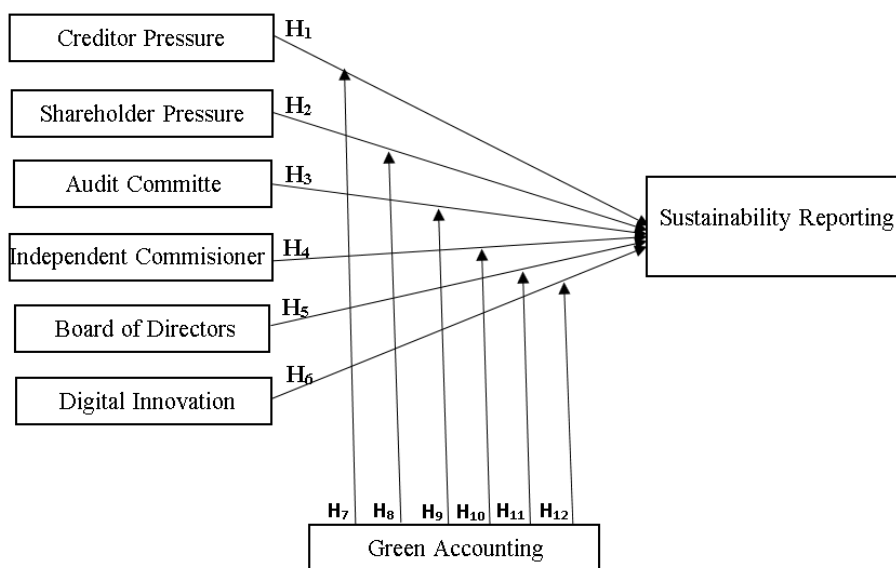 Creditor Pressure
H1
Shareholder Pressure
H2
Audit Committe
H3
Sustainability Reporting
Independent Commisioner
H4
Board of Directors
H5
Digital Innovation
H6
H7 H8 H9 H10 H11 H12
Green Accounting